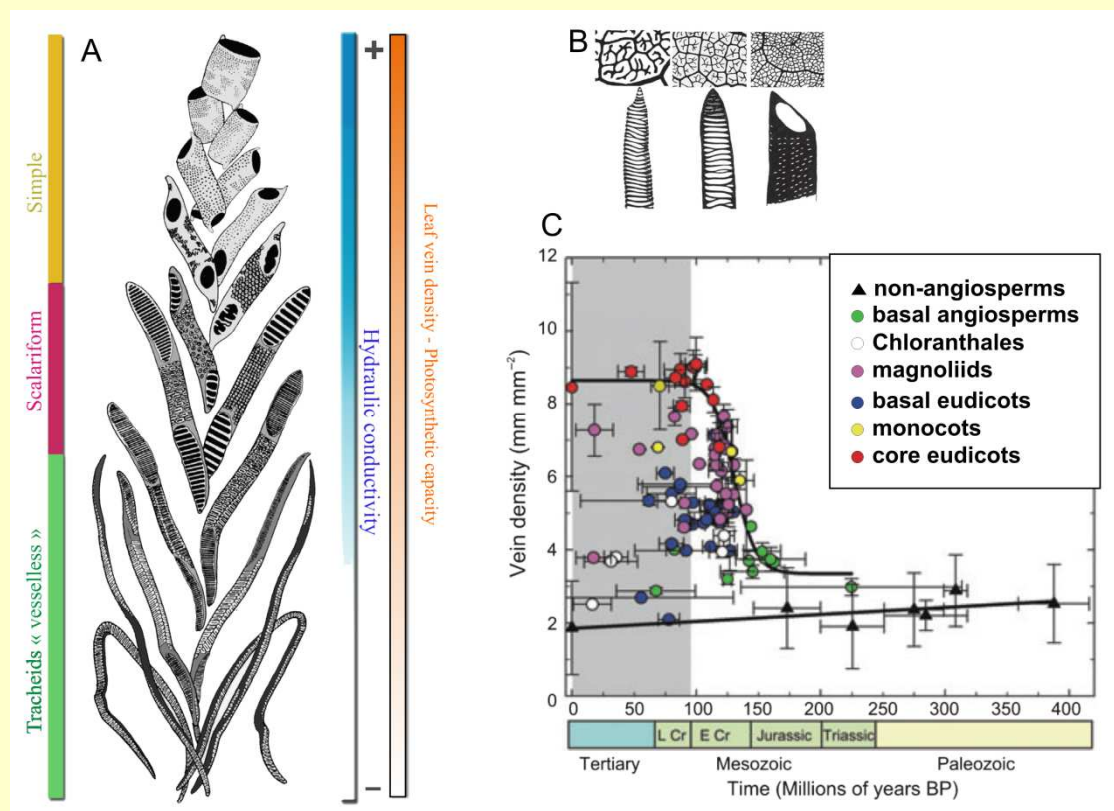 A
Simple
Scalariform
Tracheids « vesselless »
+
−
Hydraulic conductivity
Leaf vein density - Photosynthetic capacity
B
C
Vein density (mm mm⁻²)
12
10
8
6
4
2
0
non-angiosperms
basal angiosperms
Chloranthales
magnoliids
basal eudicots
monocots
core eudicots
0 50 100 150 200 250 300 350 400
L Cr E Cr Jurassic Triassic
Tertiary Mesozoic Paleozoic
Time (Millions of years BP)